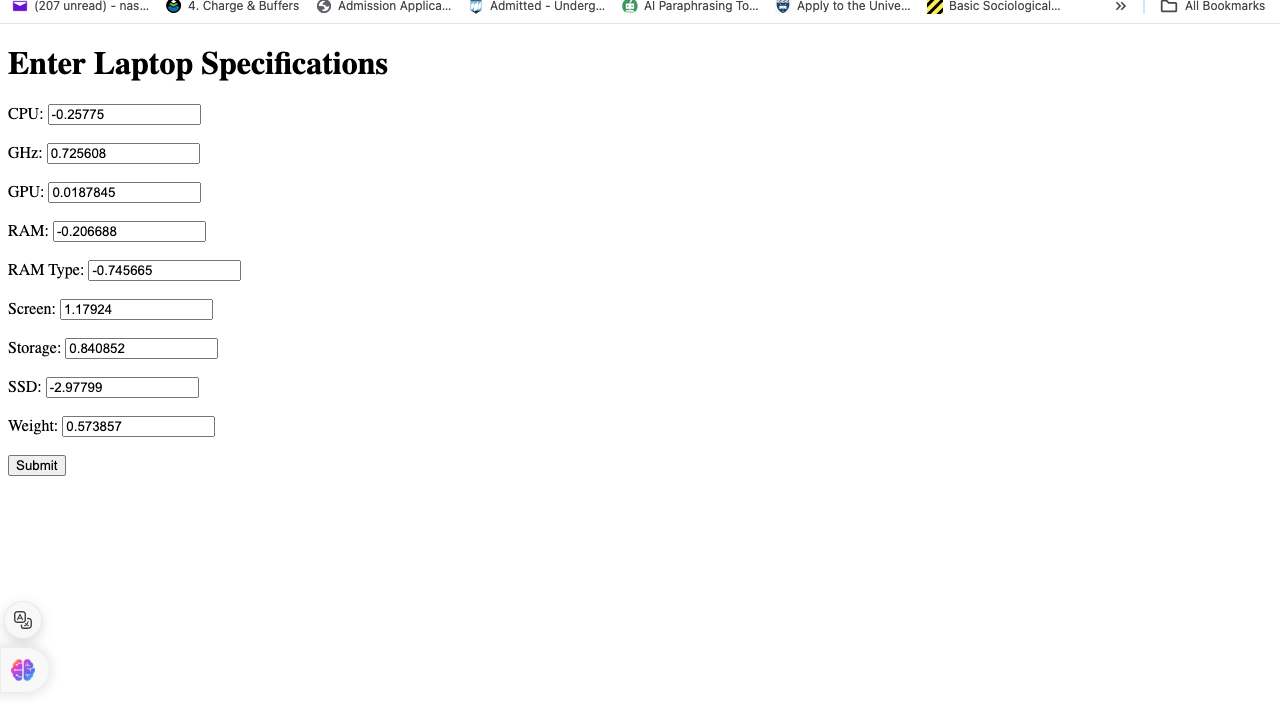 (207 unread) - nas... 4. Charge & Buffers Admission Applica... Admitted - Underg... AI Paraphrasing To... Apply to the Unive... Basic Sociological... » All Bookmarks
Enter Laptop Specifications
CPU: -0.25775
GHz: 0.725608
GPU: 0.0187845
RAM: -0.206688
RAM Type: -0.745665
Screen: 1.17924
Storage: 0.840852
SSD: -2.97799
Weight: 0.573857
Submit